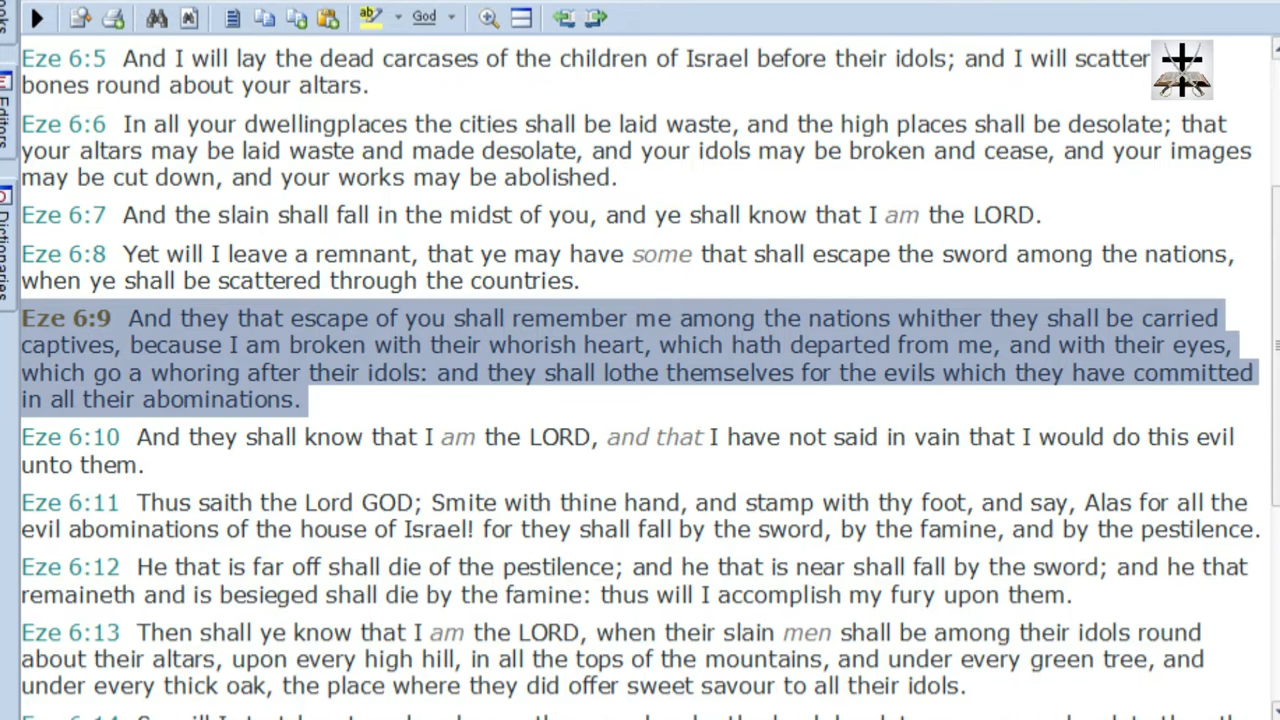 God
Editors
Dictionaries
Eze 6:5 And I will lay the dead carcases of the children of Israel before their idols; and I will scatter
bones round about your altars.
Eze 6:6 In all your dwellingplaces the cities shall be laid waste, and the high places shall be desolate; that
your altars may be laid waste and made desolate, and your idols may be broken and cease, and your images
may be cut down, and your works may be abolished.
Eze 6:7 And the slain shall fall in the midst of you, and ye shall know that I am the LORD.
Eze 6:8 Yet will I leave a remnant, that ye may have some that shall escape the sword among the nations,
when ye shall be scattered through the countries.
Eze 6:9 And they that escape of you shall remember me among the nations whither they shall be carried
captives, because I am broken with their whorish heart, which hath departed from me, and with their eyes,
which go a whoring after their idols: and they shall lothe themselves for the evils which they have committed
in all their abominations.
Eze 6:10 And they shall know that I am the LORD, and that I have not said in vain that I would do this evil
unto them.
Eze 6:11 Thus saith the Lord GOD; Smite with thine hand, and stamp with thy foot, and say, Alas for all the
evil abominations of the house of Israel! for they shall fall by the sword, by the famine, and by the pestilence.
Eze 6:12 He that is far off shall die of the pestilence; and he that is near shall fall by the sword; and he that
remaineth and is besieged shall die by the famine: thus will I accomplish my fury upon them.
Eze 6:13 Then shall ye know that I am the LORD, when their slain men shall be among their idols round
about their altars, upon every high hill, in all the tops of the mountains, and under every green tree, and
under every thick oak, the place where they did offer sweet savour to all their idols.